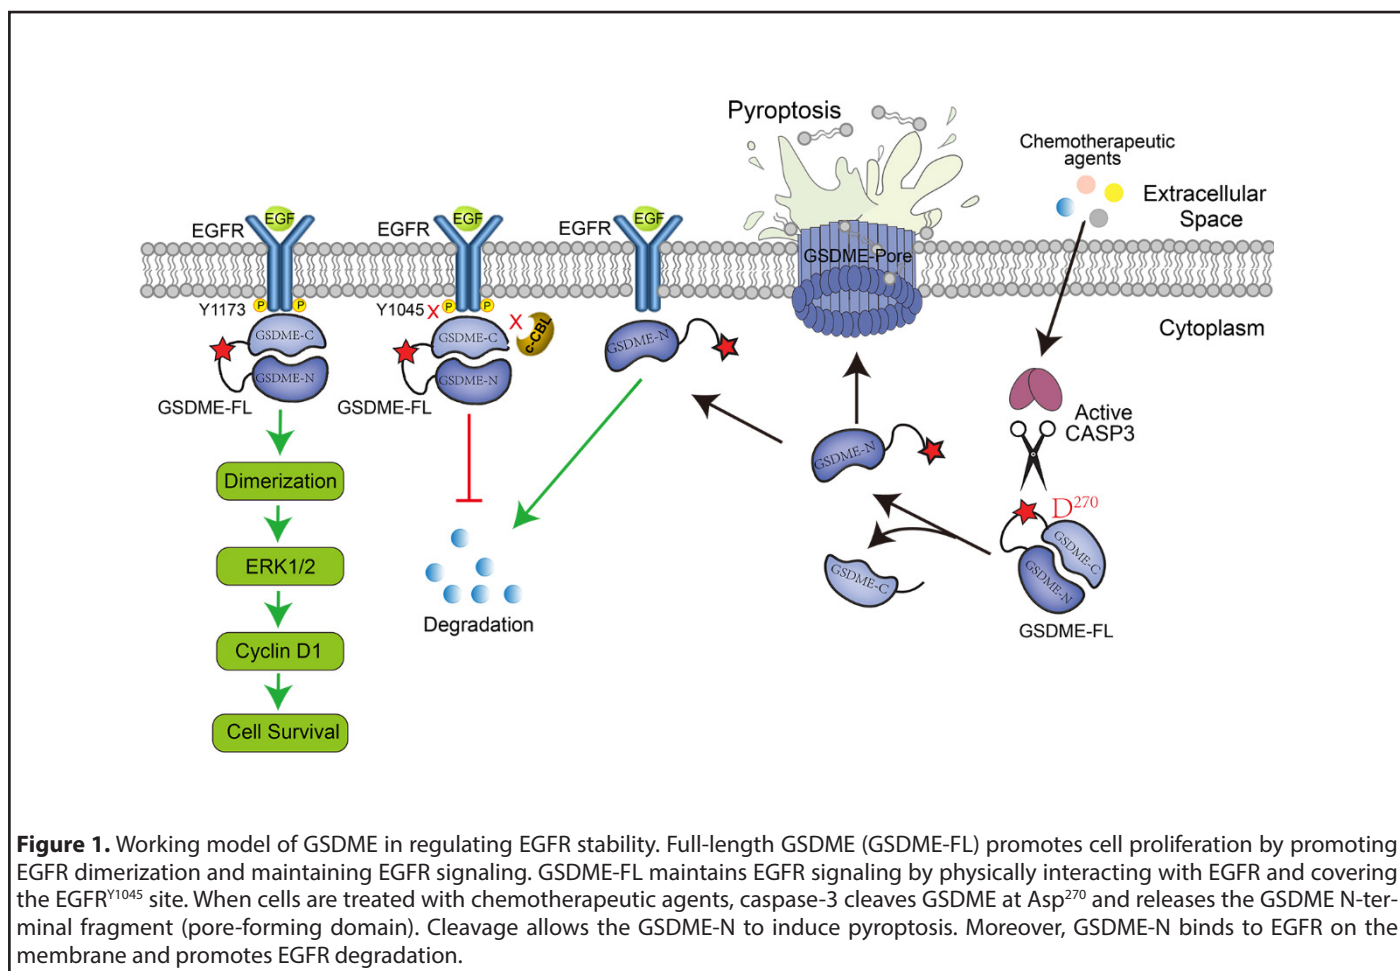 Pyroptosis
Chemotherapeutic
agents
Extracellular
Space
EGF
EGFR
EGF
EGFR
EGF
EGFR
GSDME-Pore
Y1173
P
P
Y1045
X
P
P
X
c-CBL
Cytoplasm
GSDME-C
GSDME-N
GSDME-FL
GSDME-C
GSDME-N
GSDME-FL
GSDME-N
Active
CASP3
GSDME-N
Dimerization
D270
ERK1/2
GSDME-C
GSDME-C
GSDME-N
GSDME-FL
Degradation
Cyclin D1
Cell Survival
Figure 1. Working model of GSDME in regulating EGFR stability. Full-length GSDME (GSDME-FL) promotes cell proliferation by promoting
EGFR dimerization and maintaining EGFR signaling. GSDME-FL maintains EGFR signaling by physically interacting with EGFR and covering
the EGFRY1045 site. When cells are treated with chemotherapeutic agents, caspase-3 cleaves GSDME at Asp270 and releases the GSDME N-ter-
minal fragment (pore-forming domain). Cleavage allows the GSDME-N to induce pyroptosis. Moreover, GSDME-N binds to EGFR on the
membrane and promotes EGFR degradation.